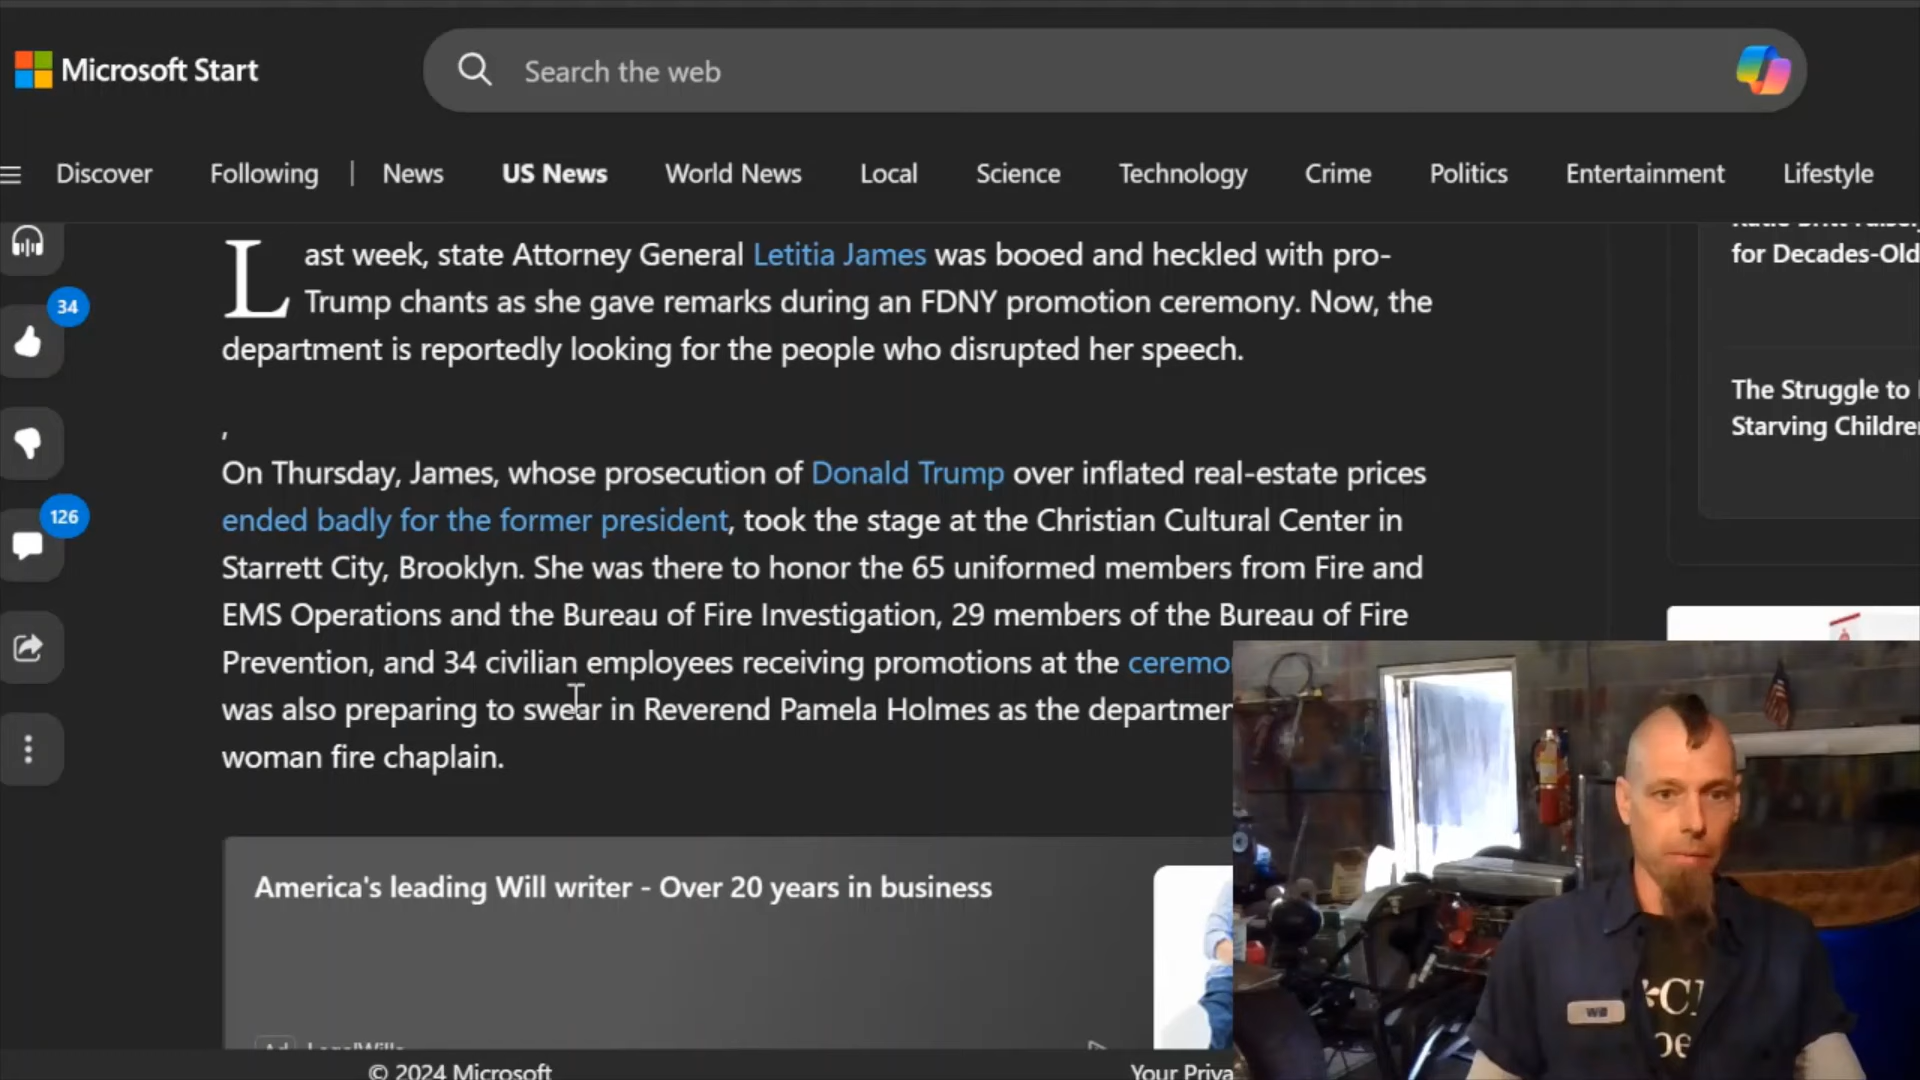 Microsoft Start
Search the web
Discover Following | News US News World News Local Science Technology Crime Politics Entertainment Lifestyle
for Decades-Old
34
Last week, state Attorney General Letitia James was booed and heckled with pro-
Trump chants as she gave remarks during an FDNY promotion ceremony. Now, the
department is reportedly looking for the people who disrupted her speech.
The Struggle to
Starving Children
,
126
On Thursday, James, whose prosecution of Donald Trump over inflated real-estate prices
ended badly for the former president, took the stage at the Christian Cultural Center in
Starrett City, Brooklyn. She was there to honor the 65 uniformed members from Fire and
EMS Operations and the Bureau of Fire Investigation, 29 members of the Bureau of Fire
Prevention, and 34 civilian employees receiving promotions at the ceremo
was also preparing to swear in Reverend Pamela Holmes as the departmen
woman fire chaplain.
America's leading Will writer - Over 20 years in business
Ad LegalWills
© 2024 Microsoft
Your Priva
Will